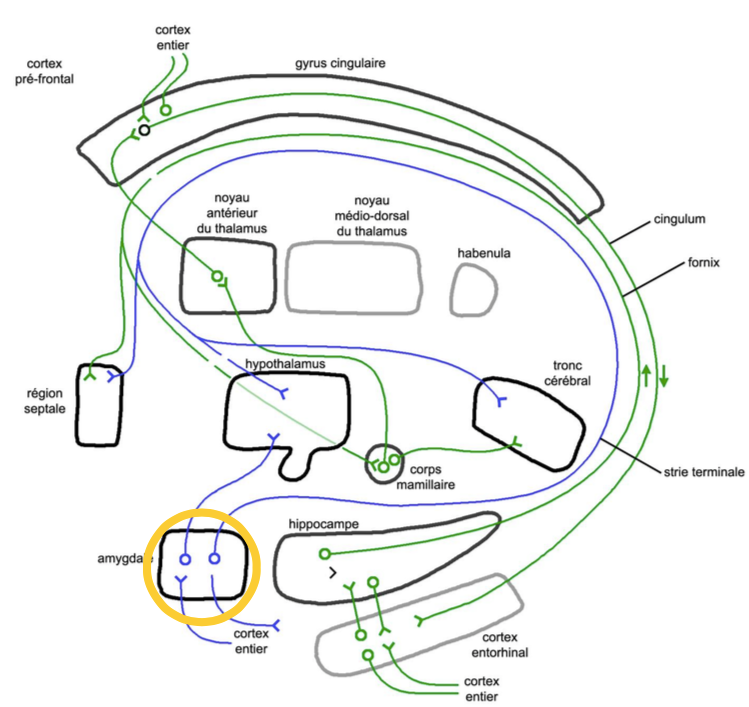 cortex
entier
cortex
pré-frontal
gyrus cingulaire
noyau
antérieur
du thalamus
noyau
médio-dorsal
du thalamus
habenula
cingulum
fornix
hypothalamus
tronc
cérébral
région
septale
corps
mamillaire
strie terminale
hippocampe
amygdale
cortex
entier
cortex
entorhinal
cortex
entier